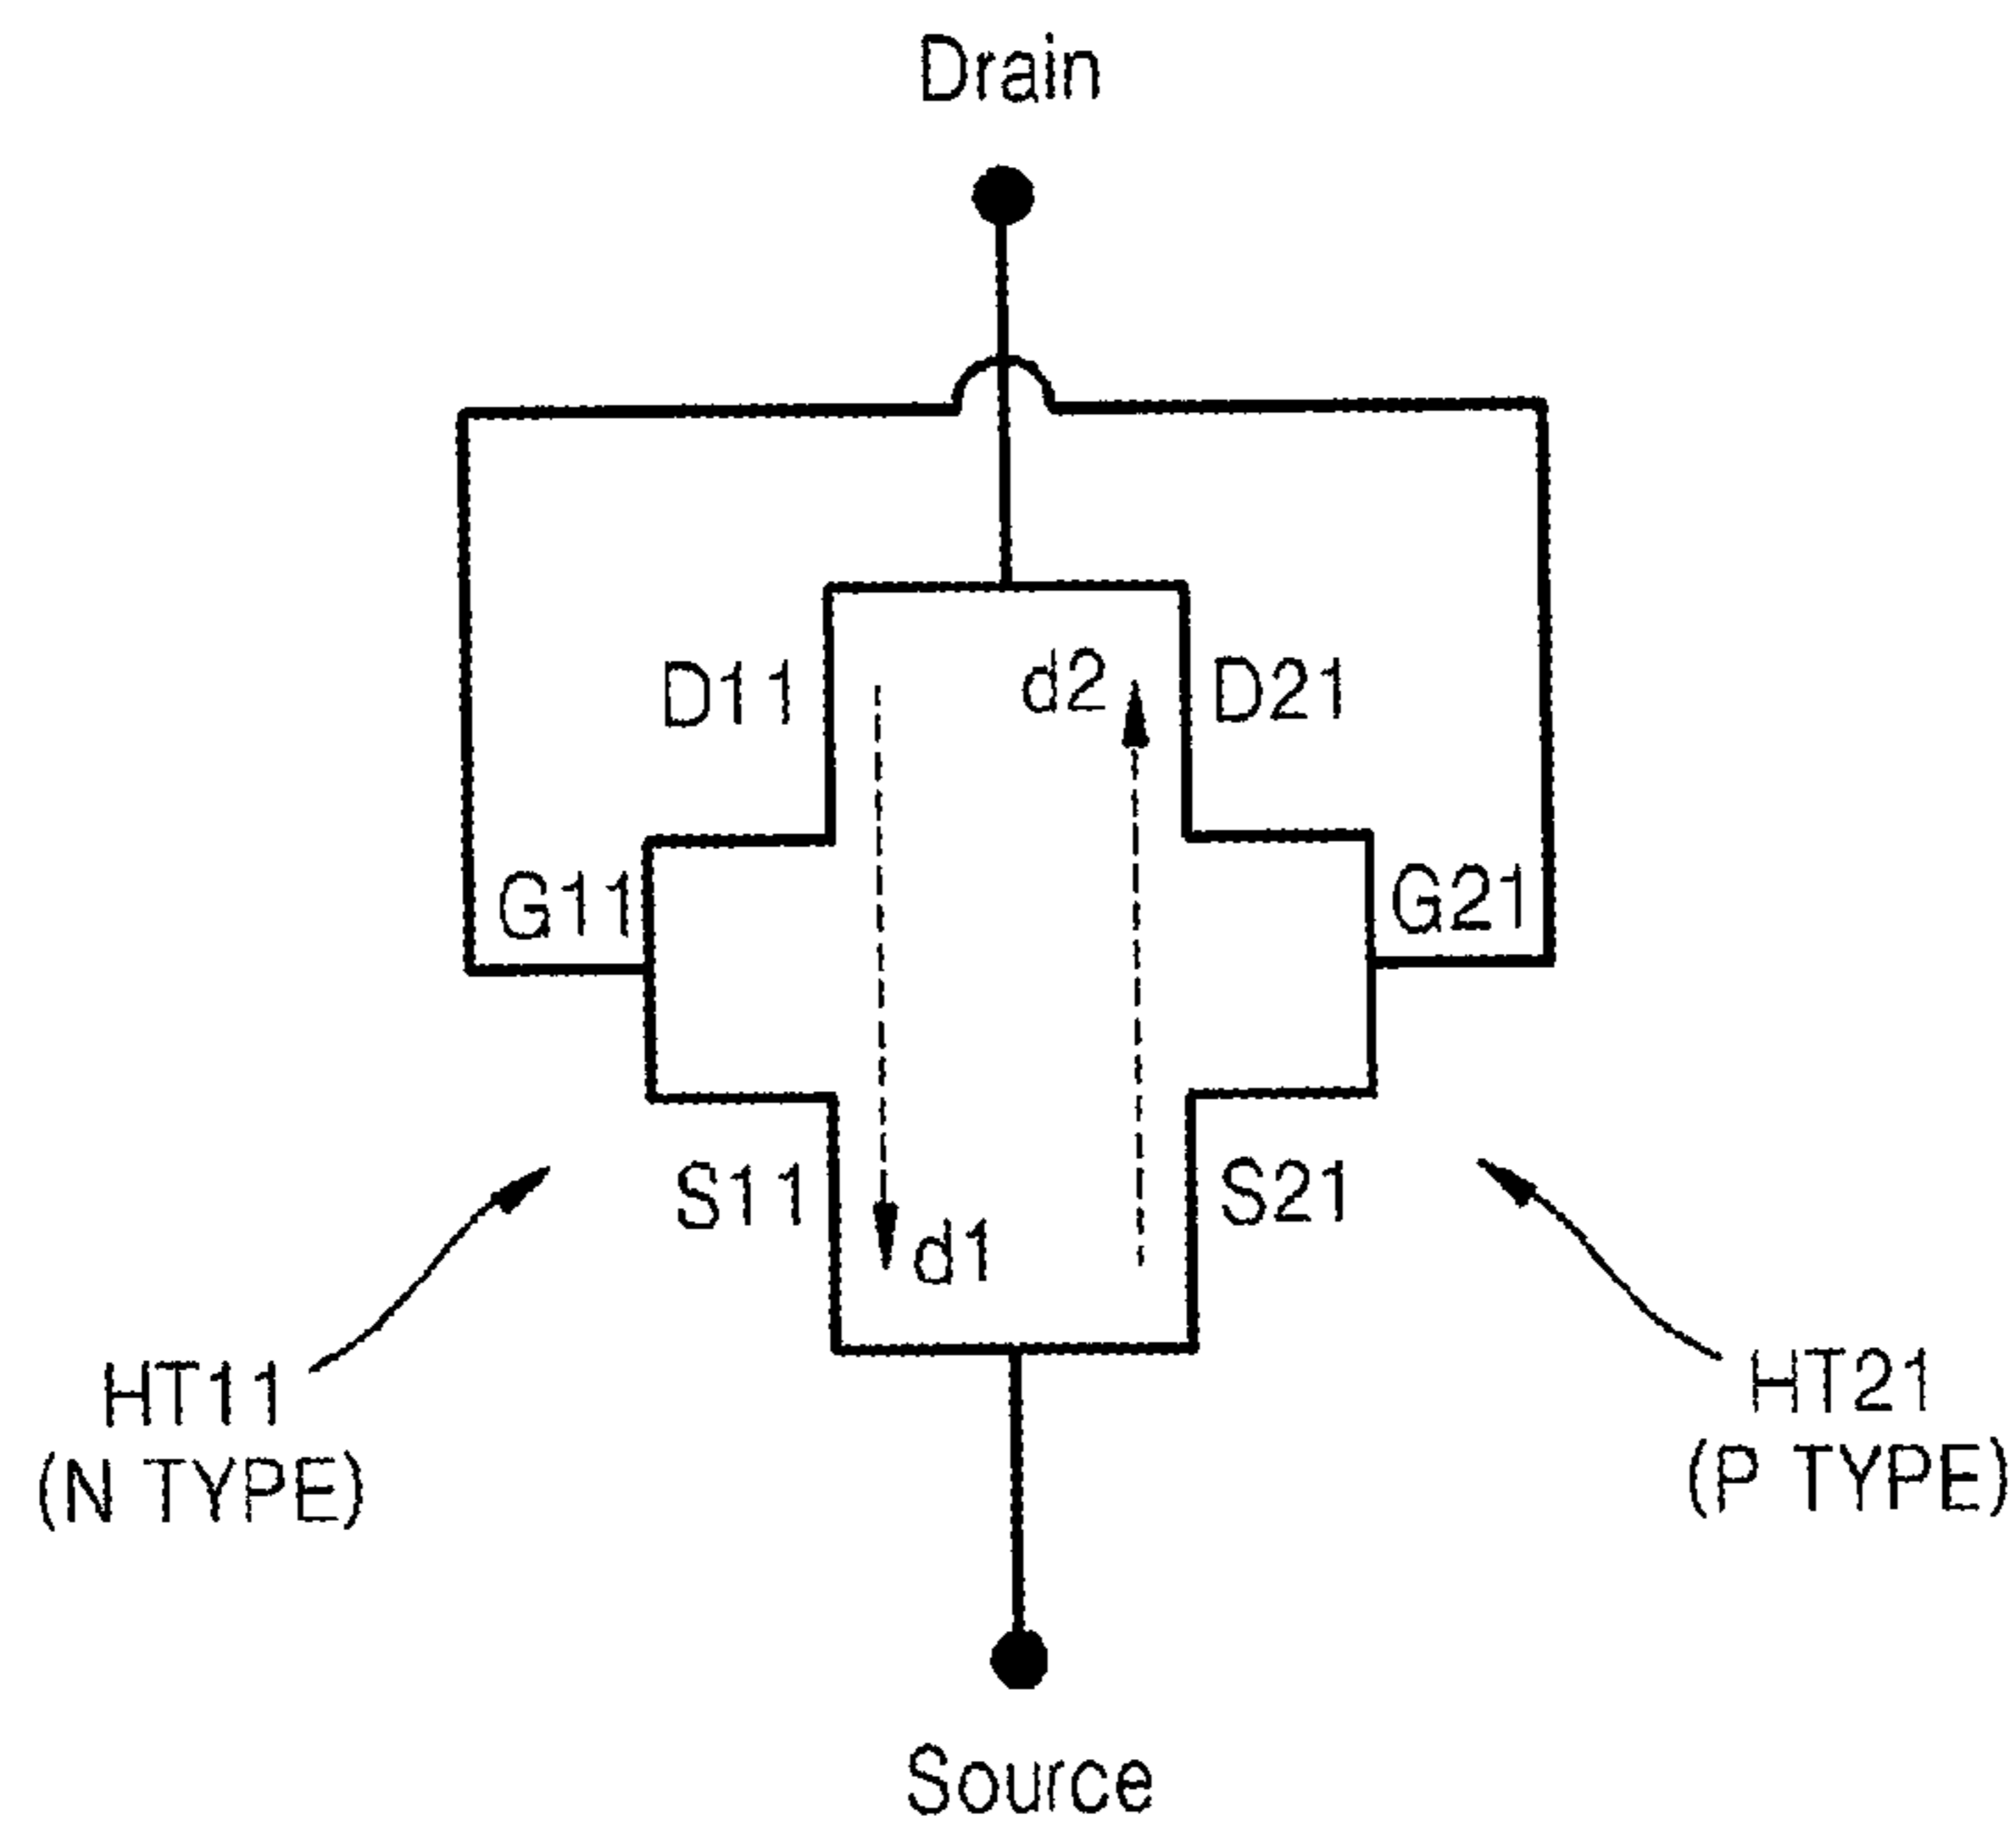 Drain
D11
d2
D21
G11
G21
S11
S21
d1
HT11
(N TYPE)
HT21
(P TYPE)
Source